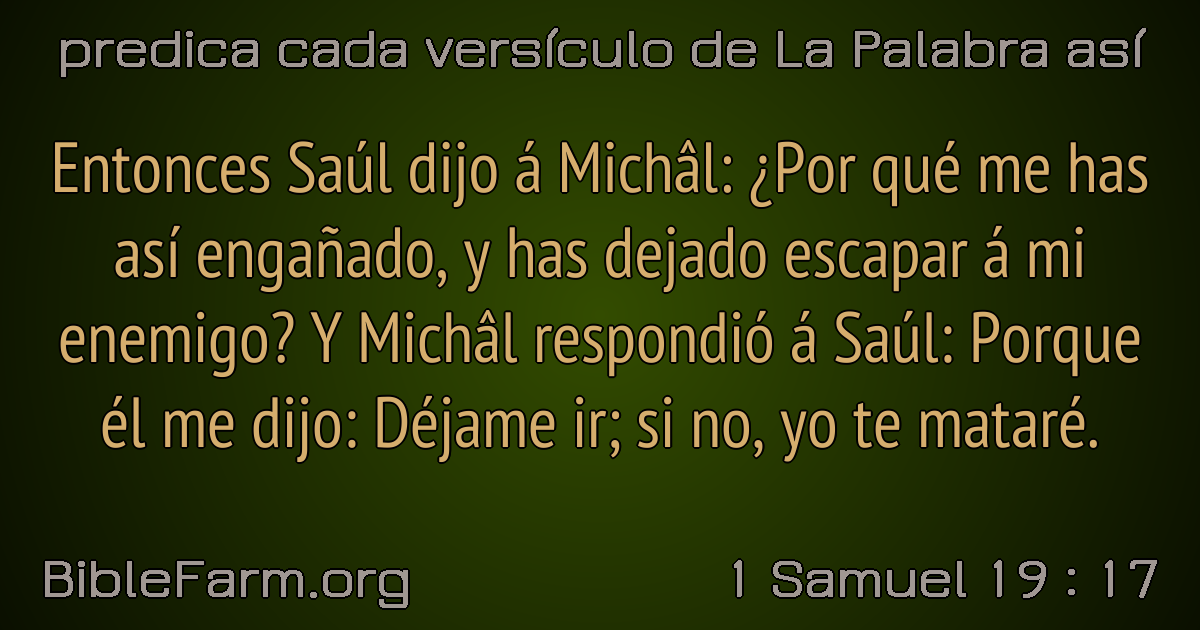 predica cada versículo de La Palabra así
Entonces Saúl dijo á Michâl: ¿Por qué me has
así engañado, y has dejado escapar á mi
enemigo? Y Michâl respondió á Saúl: Porque
él me dijo: Déjame ir; si no, yo te mataré.
BibleFarm.org
1 Samuel 19 : 17